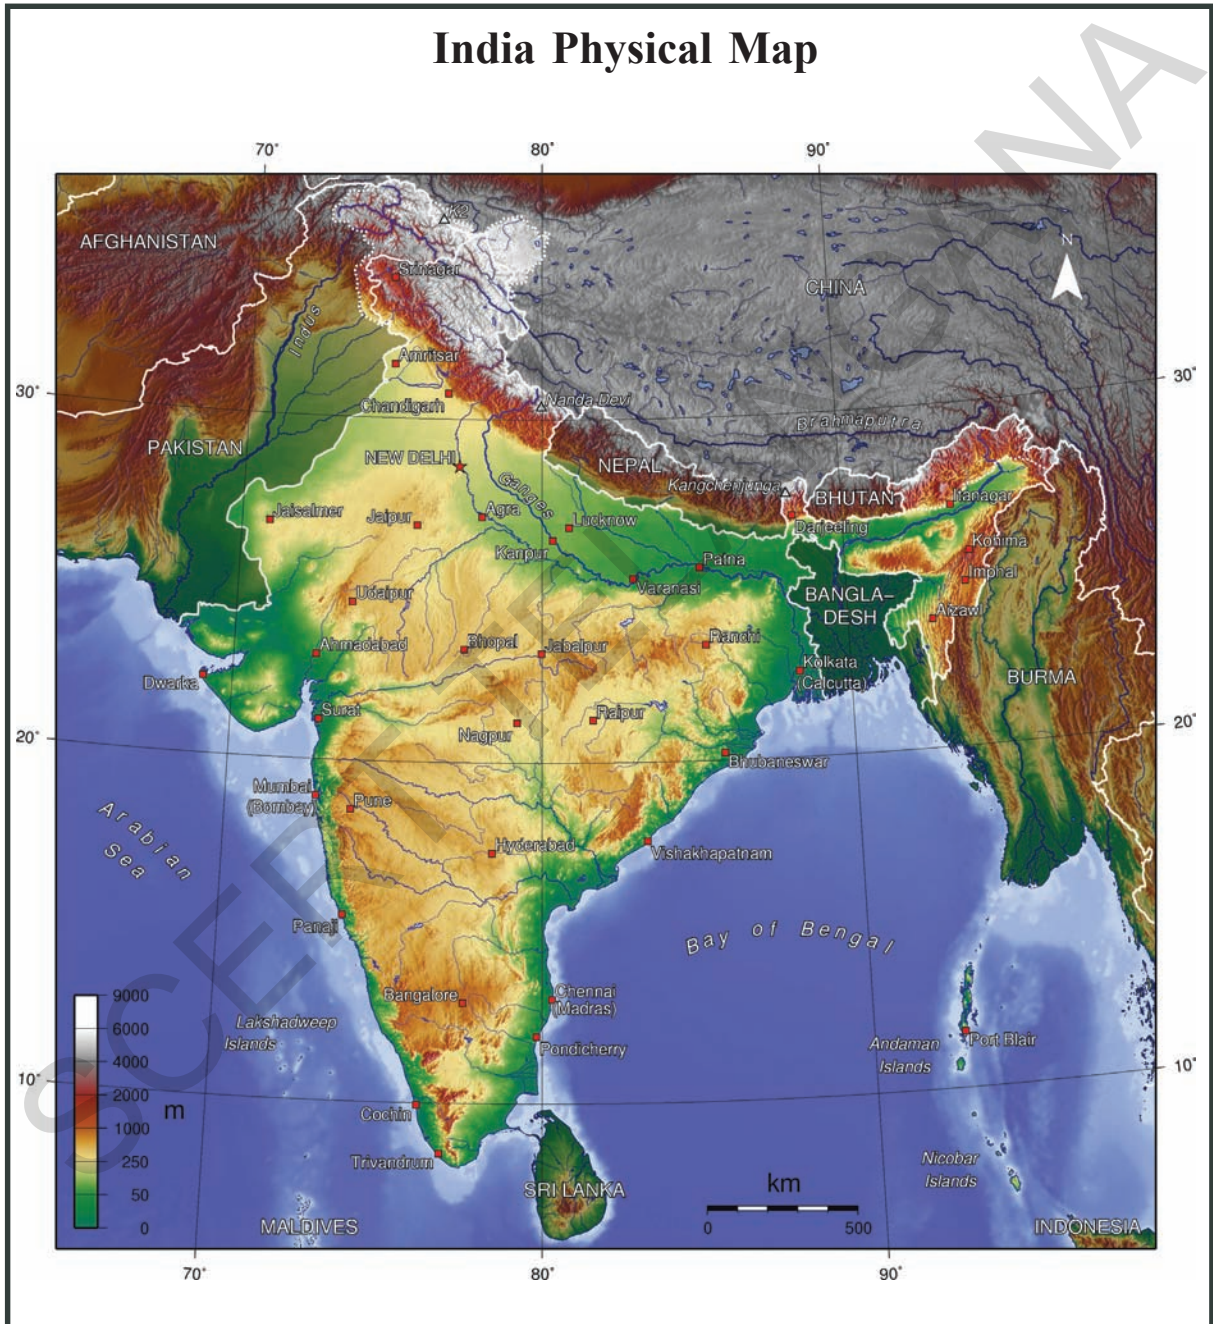 India Physical Map
70°
80°
90°
K2
AFGHANISTAN
N
Srinagar
CHINA
Indus
Amritsar
30°
30°
Chandigarh
Nanda Devi
Brahmaputra
PAKISTAN
NEW DELHI
NEPAL
Ganges
Kangchenjunga
BHUTAN
Itanagar
Jaisalmer
Jaipur
Agra
Lucknow
Darjeeling
Kanpur
Kohima
Patna
Imphal
Varanasi
BANGLA-
DESH
Udaipur
Aizawl
Ahmadabad
Bhopal
Jabalpur
Ranchi
Kolkata
(Calcutta)
Dwarka
BURMA
Surat
Raipur
20°
20°
Nagpur
Bhubaneswar
Mumbai
(Bombay)
Pune
Arabian
Sea
Hyderabad
Vishakhapatnam
Panaji
Bay of Bengal
Bangalore
Chennai
(Madras)
9000
6000
4000
2000
1000
250
50
0
m
Lakshadweep
Islands
Port Blair
Andaman
Islands
Pondicherry
10°
10°
Cochin
Trivandrum
Nicobar
Islands
SRI LANKA
km
0
500
MALDIVES
INDONESIA
70°
80°
90°